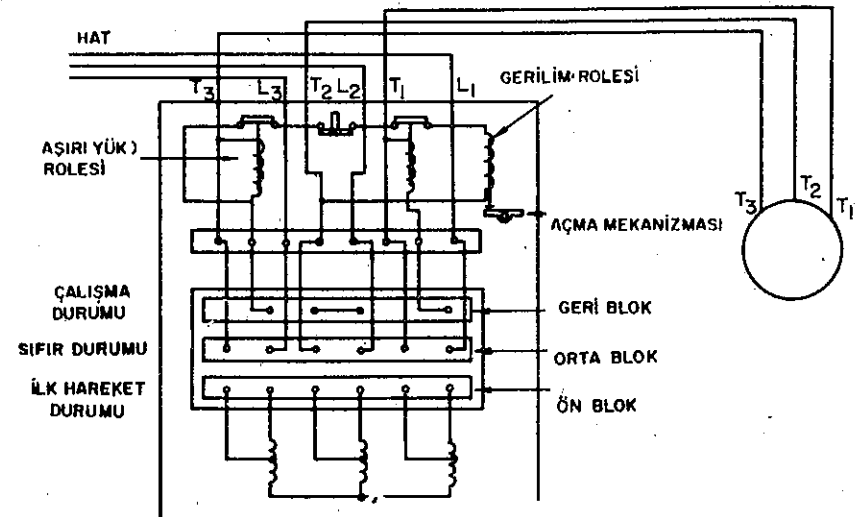 HAT
T3 L3 T2 L2 T1 L1
GERİLİM·ROLESİ
AŞIRI YÜK)
ROLESİ
AÇMA MEKANİZMASI
T3
T2
T1
ÇALIŞMA
DURUMU
GERİ BLOK
SIFIR DURUMU
ORTA BLOK
İLK HAREKET
DURUMU
ÖN BLOK